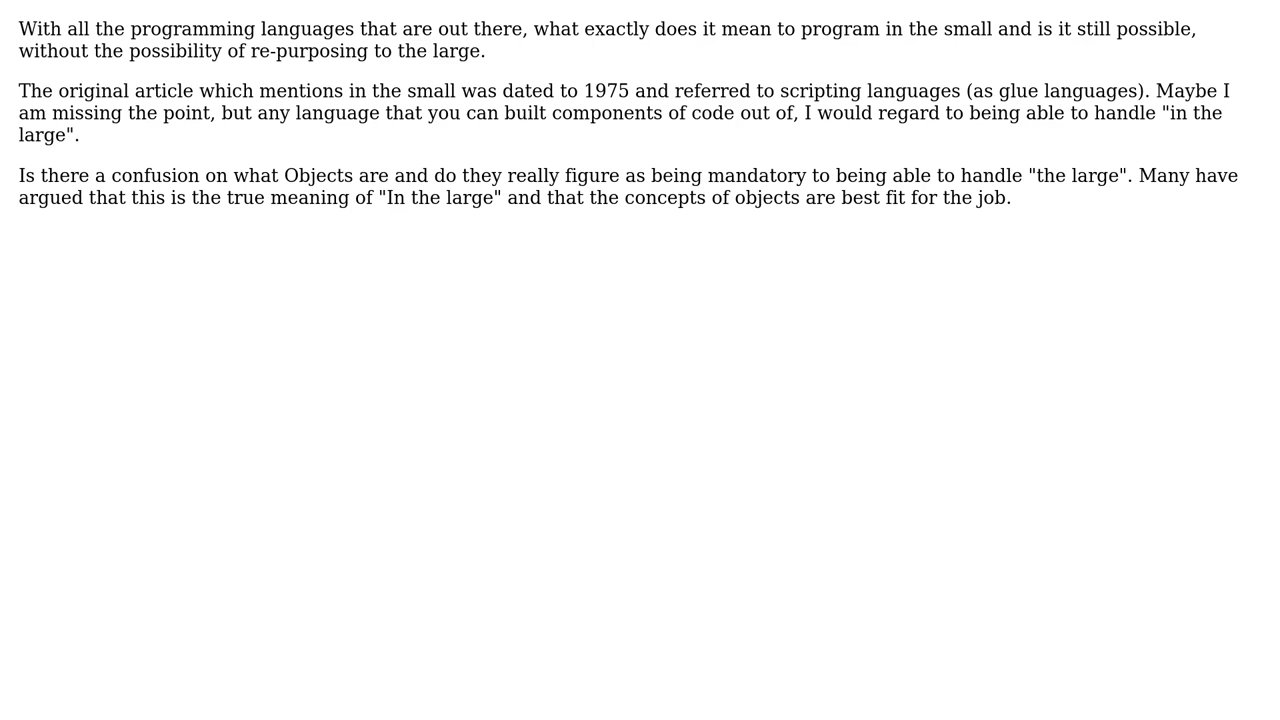 With all the programming languages that are out there, what exactly does it mean to program in the small and is it still possible,
without the possibility of re-purposing to the large.
The original article which mentions in the small was dated to 1975 and referred to scripting languages (as glue languages). Maybe I
am missing the point, but any language that you can built components of code out of, I would regard to being able to handle "in the
large".
Is there a confusion on what Objects are and do they really figure as being mandatory to being able to handle "the large". Many have
argued that this is the true meaning of "In the large" and that the concepts of objects are best fit for the job.